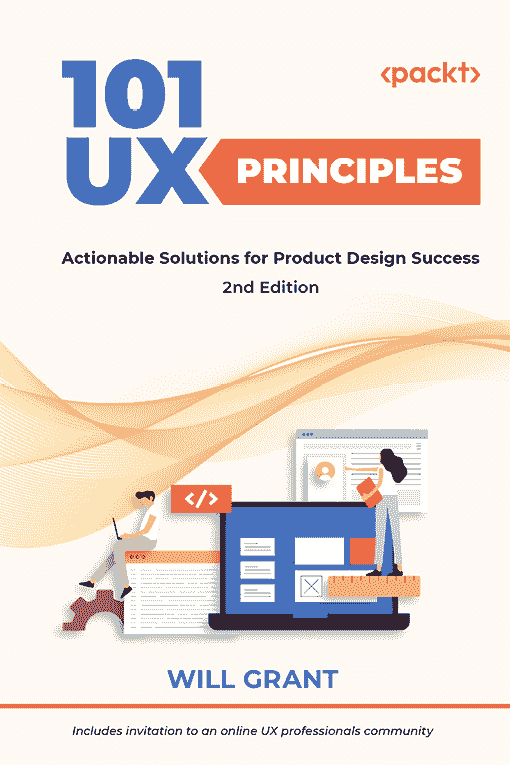 <packt>
101
UX PRINCIPLES
Actionable Solutions for Product Design Success
2nd Edition
</>
WILL GRANT
Includes invitation to an online UX professionals community